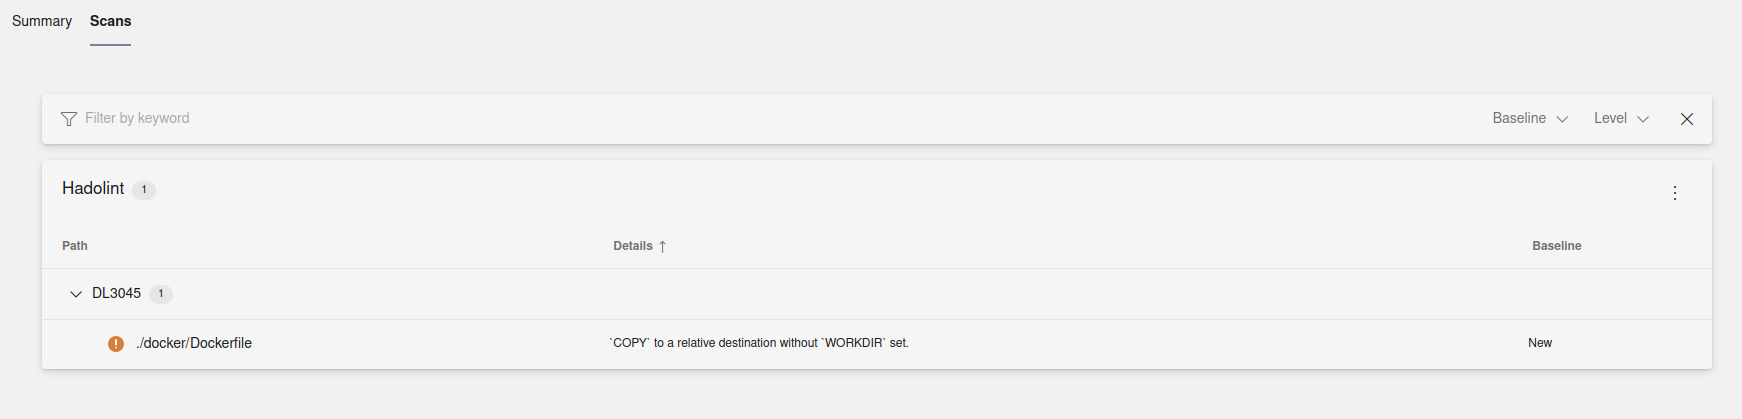 Summary Scans
Filter by keyword Baseline Level
Hadolint 1
Path Details ↑ Baseline
DL3045 1
./docker/Dockerfile `COPY` to a relative destination without `WORKDIR` set. New